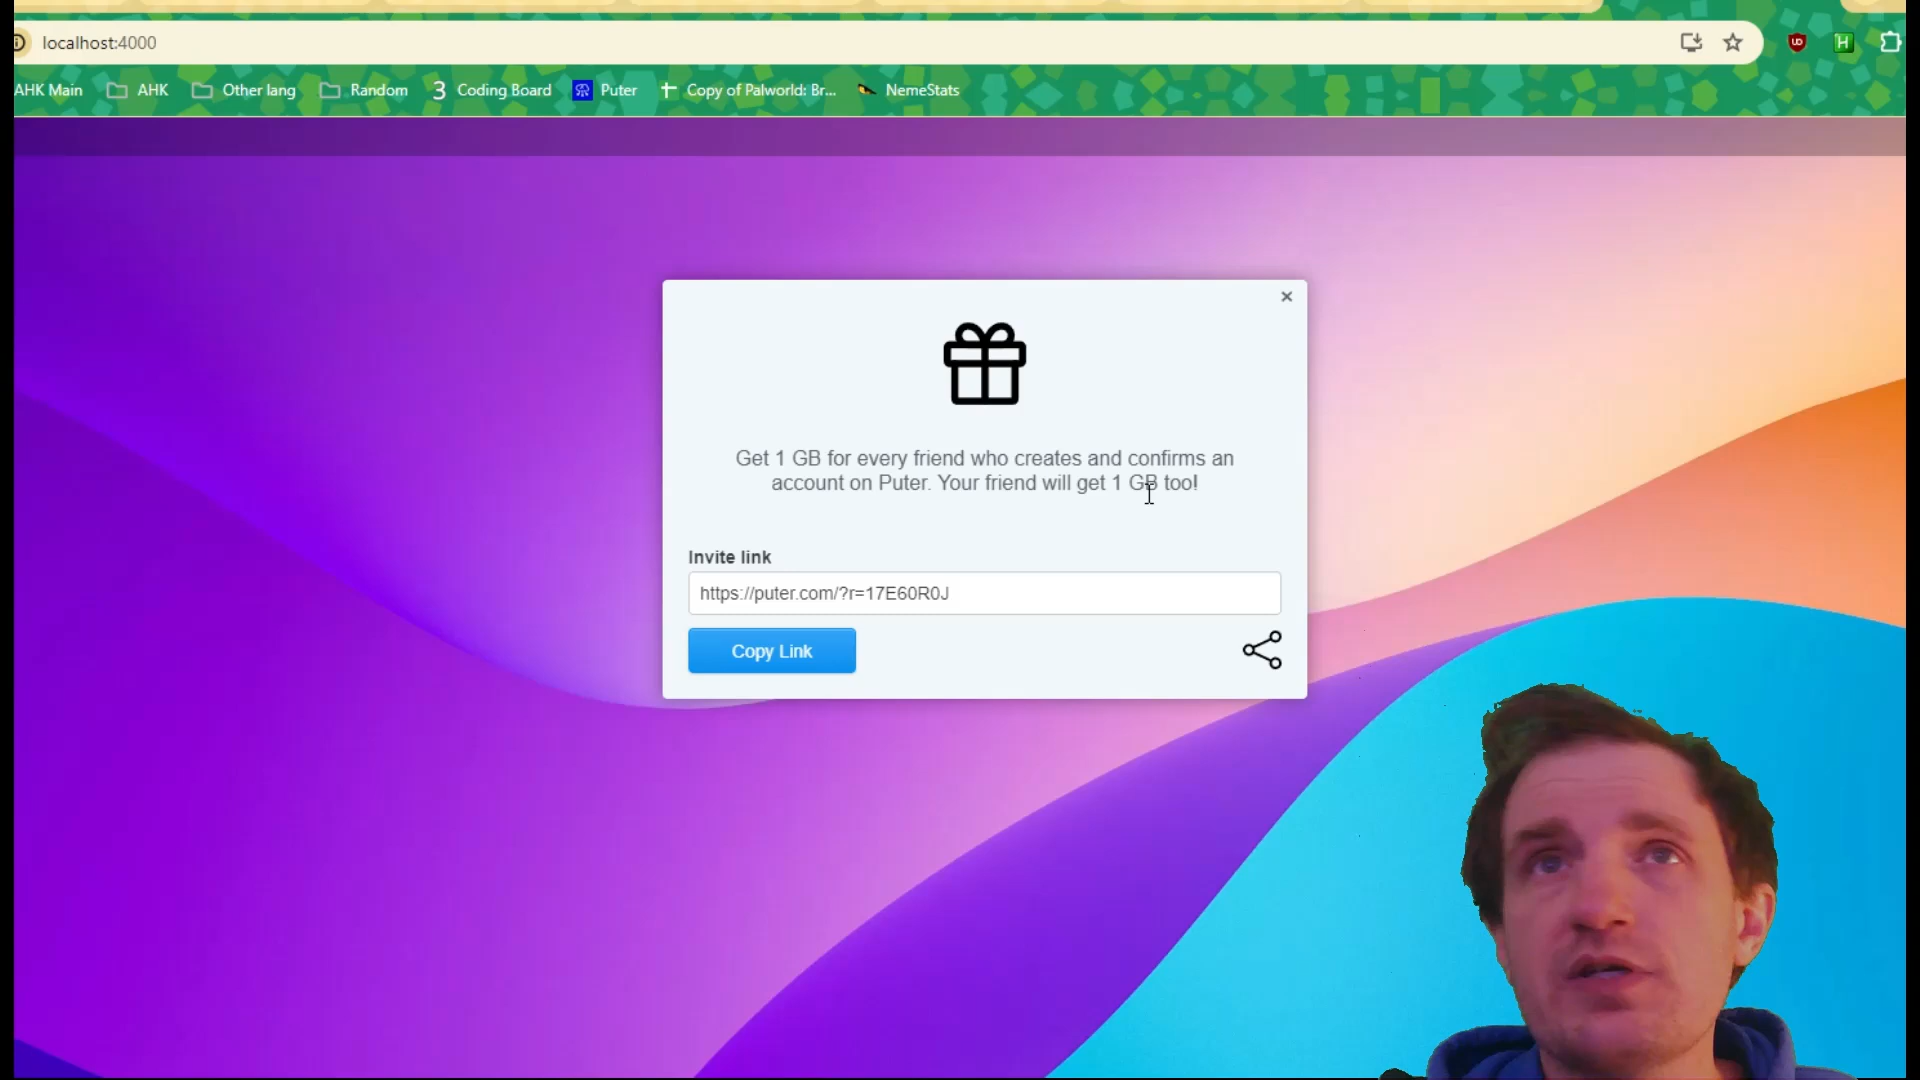 localhost:4000
AHK Main AHK Other lang Random 3 Coding Board Puter Copy of Palworld: Br... NemeStats
Get 1 GB for every friend who creates and confirms an
account on Puter. Your friend will get 1 GB too!
Invite link
https://puter.com/?r=17E60R0J
Copy Link